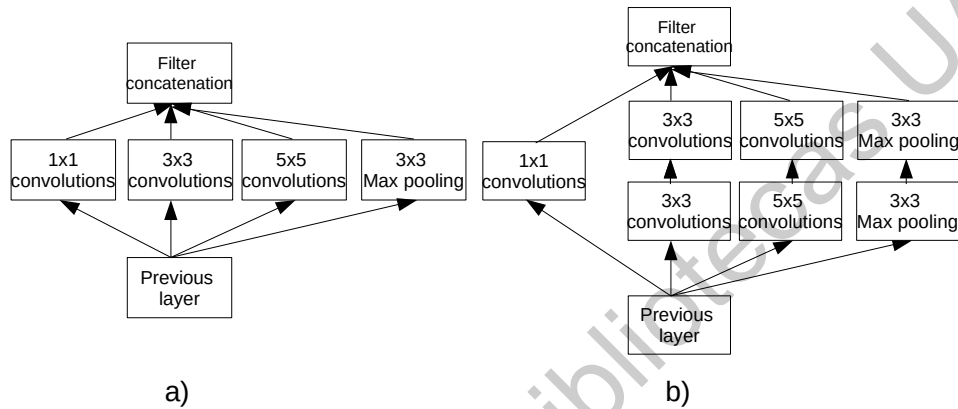 Filter
concatenation
1x1
convolutions
3x3
convolutions
5x5
convolutions
3x3
Max pooling
Previous
layer
a)
Filter
concatenation
1x1
convolutions
3x3
convolutions
5x5
convolutions
3x3
Max pooling
3x3
convolutions
5x5
convolutions
3x3
Max pooling
Previous
layer
b)